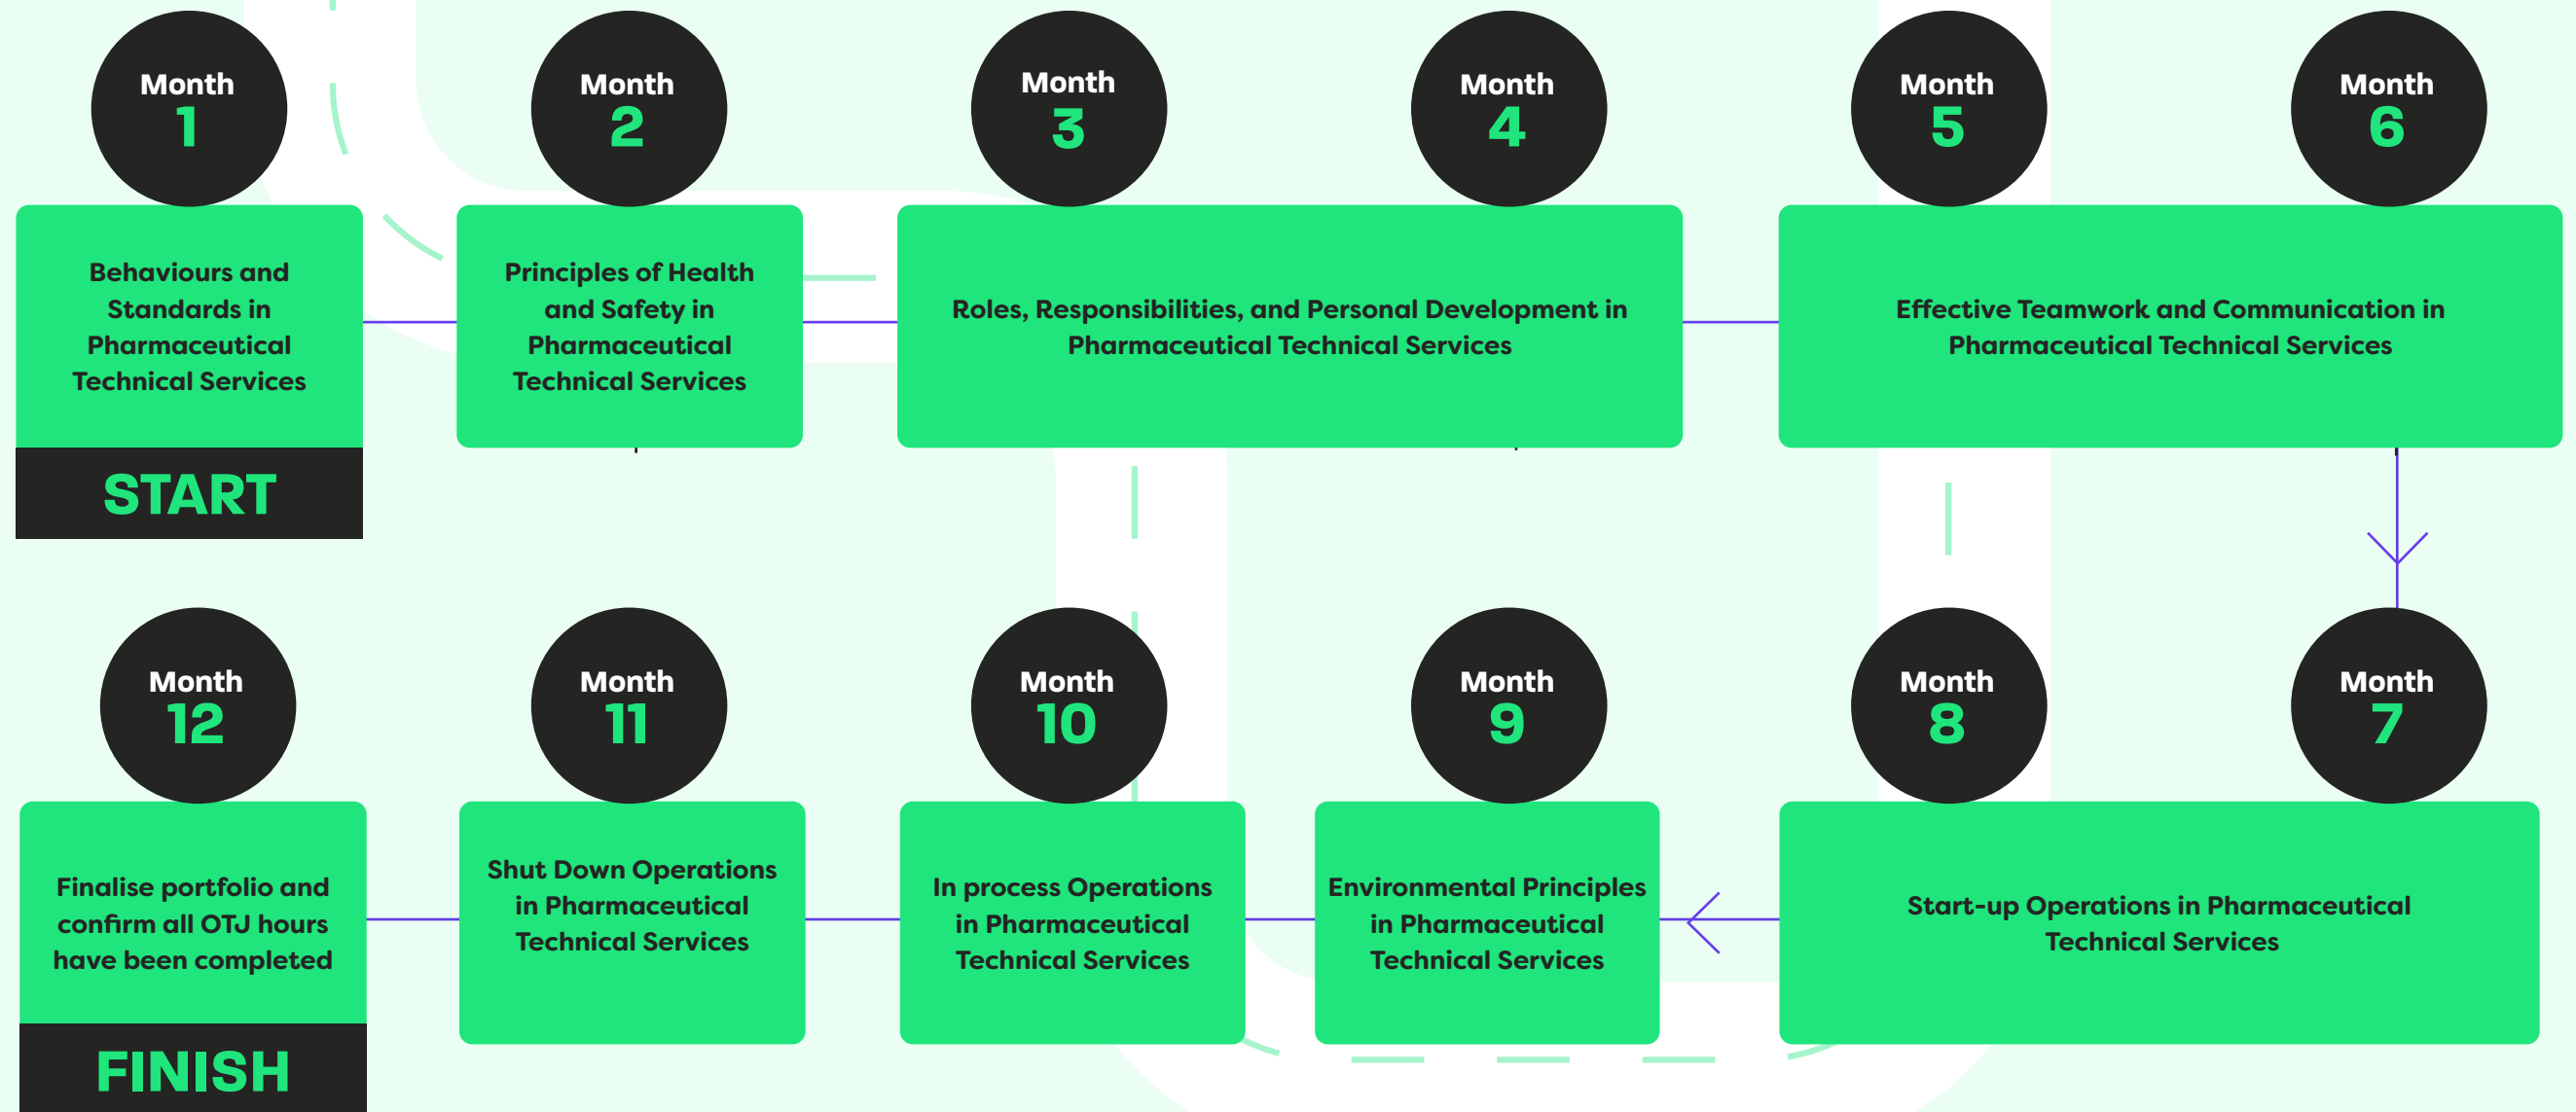 Month
1
Behaviours and
Standards in
Pharmaceutical
Technical Services
START
Month
2
Principles of Health
and Safety in
Pharmaceutical
Technical Services
Month
3
Month
4
Roles, Responsibilities, and Personal Development in
Pharmaceutical Technical Services
Month
5
Month
6
Effective Teamwork and Communication in
Pharmaceutical Technical Services
Month
7
Month
8
Start-up Operations in Pharmaceutical
Technical Services
Month
9
Environmental Principles
in Pharmaceutical
Technical Services
Month
10
In process Operations
in Pharmaceutical
Technical Services
Month
11
Shut Down Operations
in Pharmaceutical
Technical Services
Month
12
Finalise portfolio and
confirm all OTJ hours
have been completed
FINISH